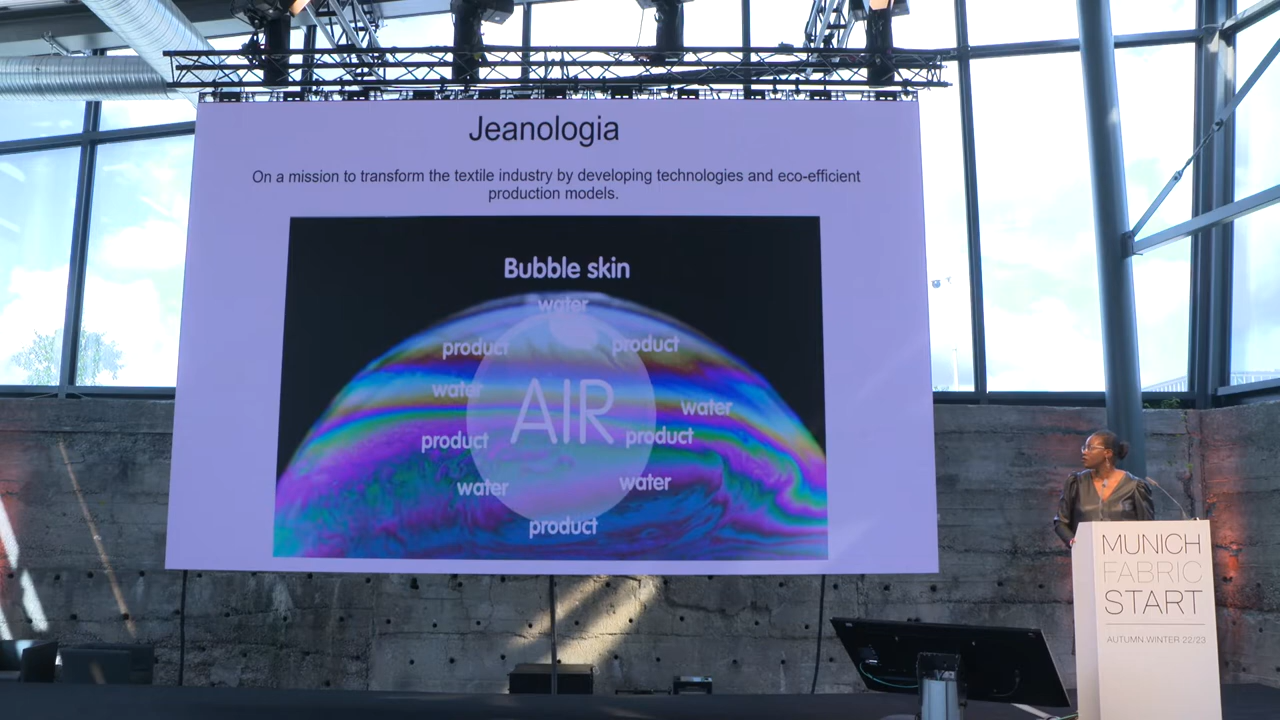 Jeanologia
On a mission to transform the textile industry by developing technologies and eco-efficient
production models.
Bubble skin
water
product
product
water
AIR
water
product
product
water
water
product
MUNICH
FABRIC
START
AUTUMN.WINTER 22/23